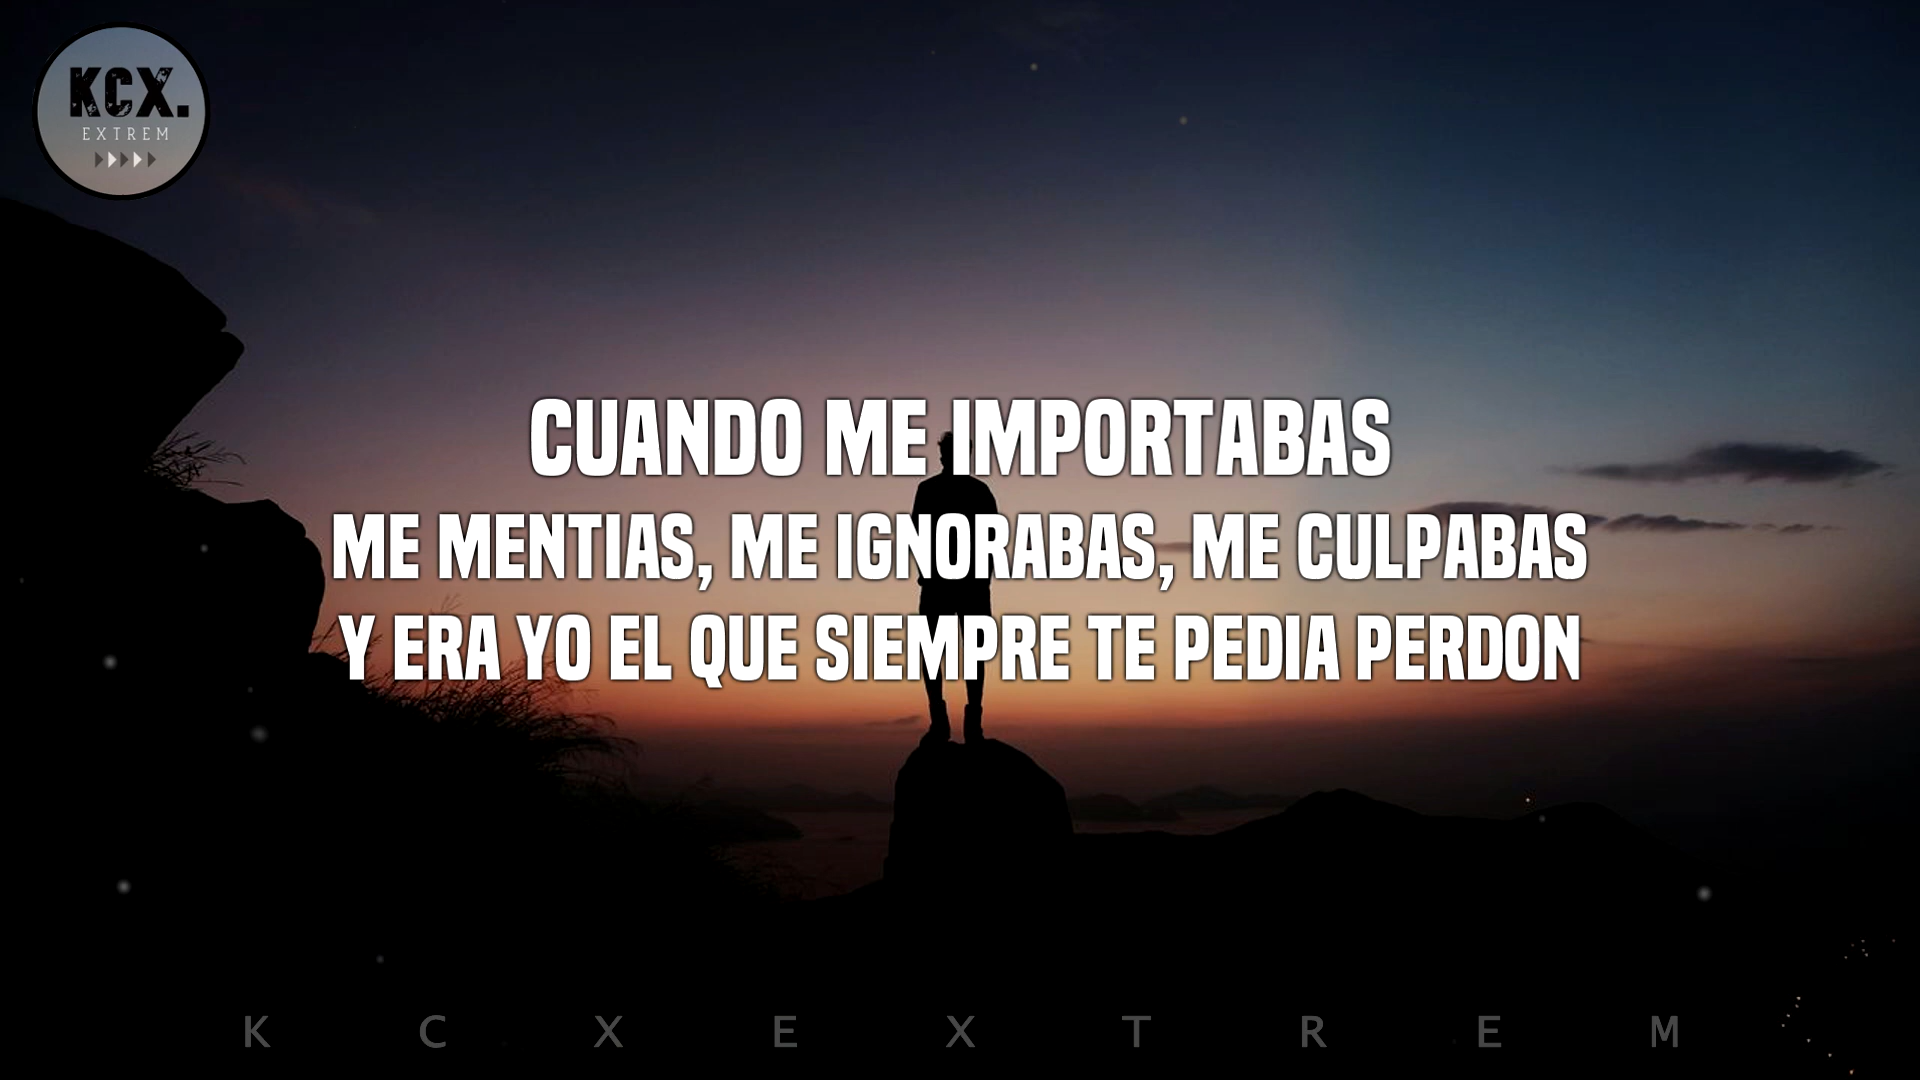 KCX.
EXTREM
CUANDO ME IMPORTABAS
ME MENTIAS, ME IGNORABAS, ME CULPABAS
Y ERA YO EL QUE SIEMPRE TE PEDIA PERDON
K C X E X T R E M